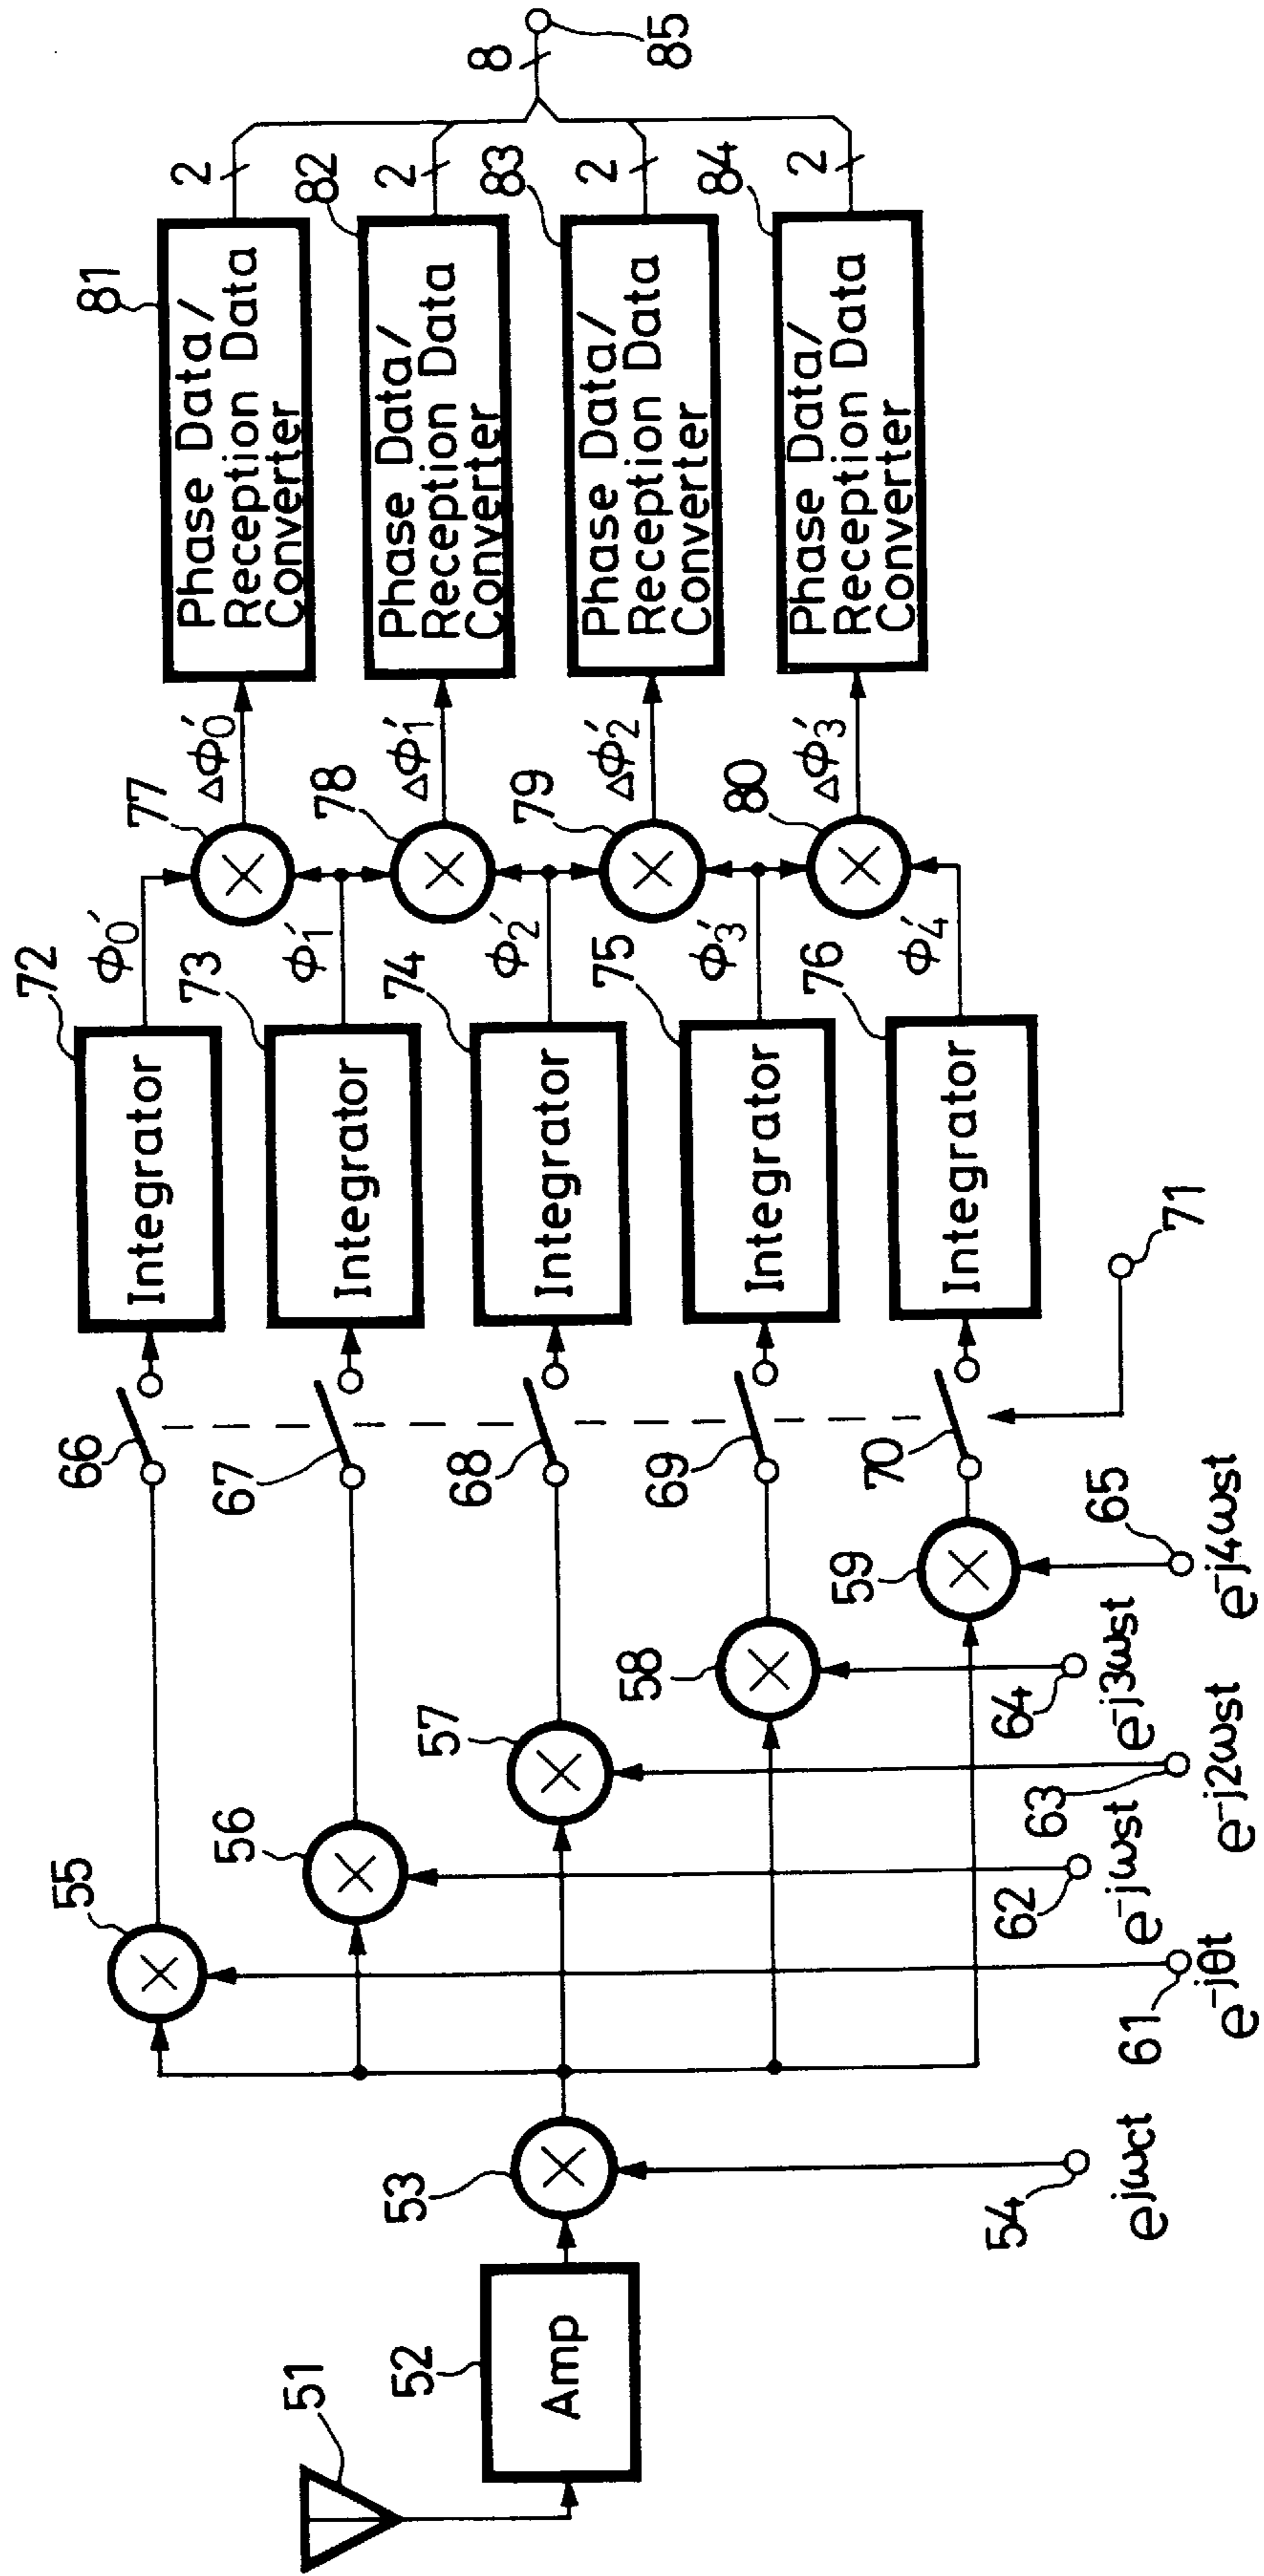 51
52
Amp
53
54
ejωct
55
56
57
58
59
61
e-jθt
62
e-jωst
63
e-j2ωst
64
e-j3ωst
65
e-j4ωst
66
67
68
69
70
71
72
Integrator
73
Integrator
74
Integrator
75
Integrator
76
Integrator
ϕ0′
ϕ1′
ϕ2′
ϕ3′
ϕ4′
77
78
79
80
Δϕ0′
Δϕ1′
Δϕ2′
Δϕ3′
81
Phase Data/
Reception Data
Converter
82
Phase Data/
Reception Data
Converter
83
Phase Data/
Reception Data
Converter
84
Phase Data/
Reception Data
Converter
2
2
2
2
8
85